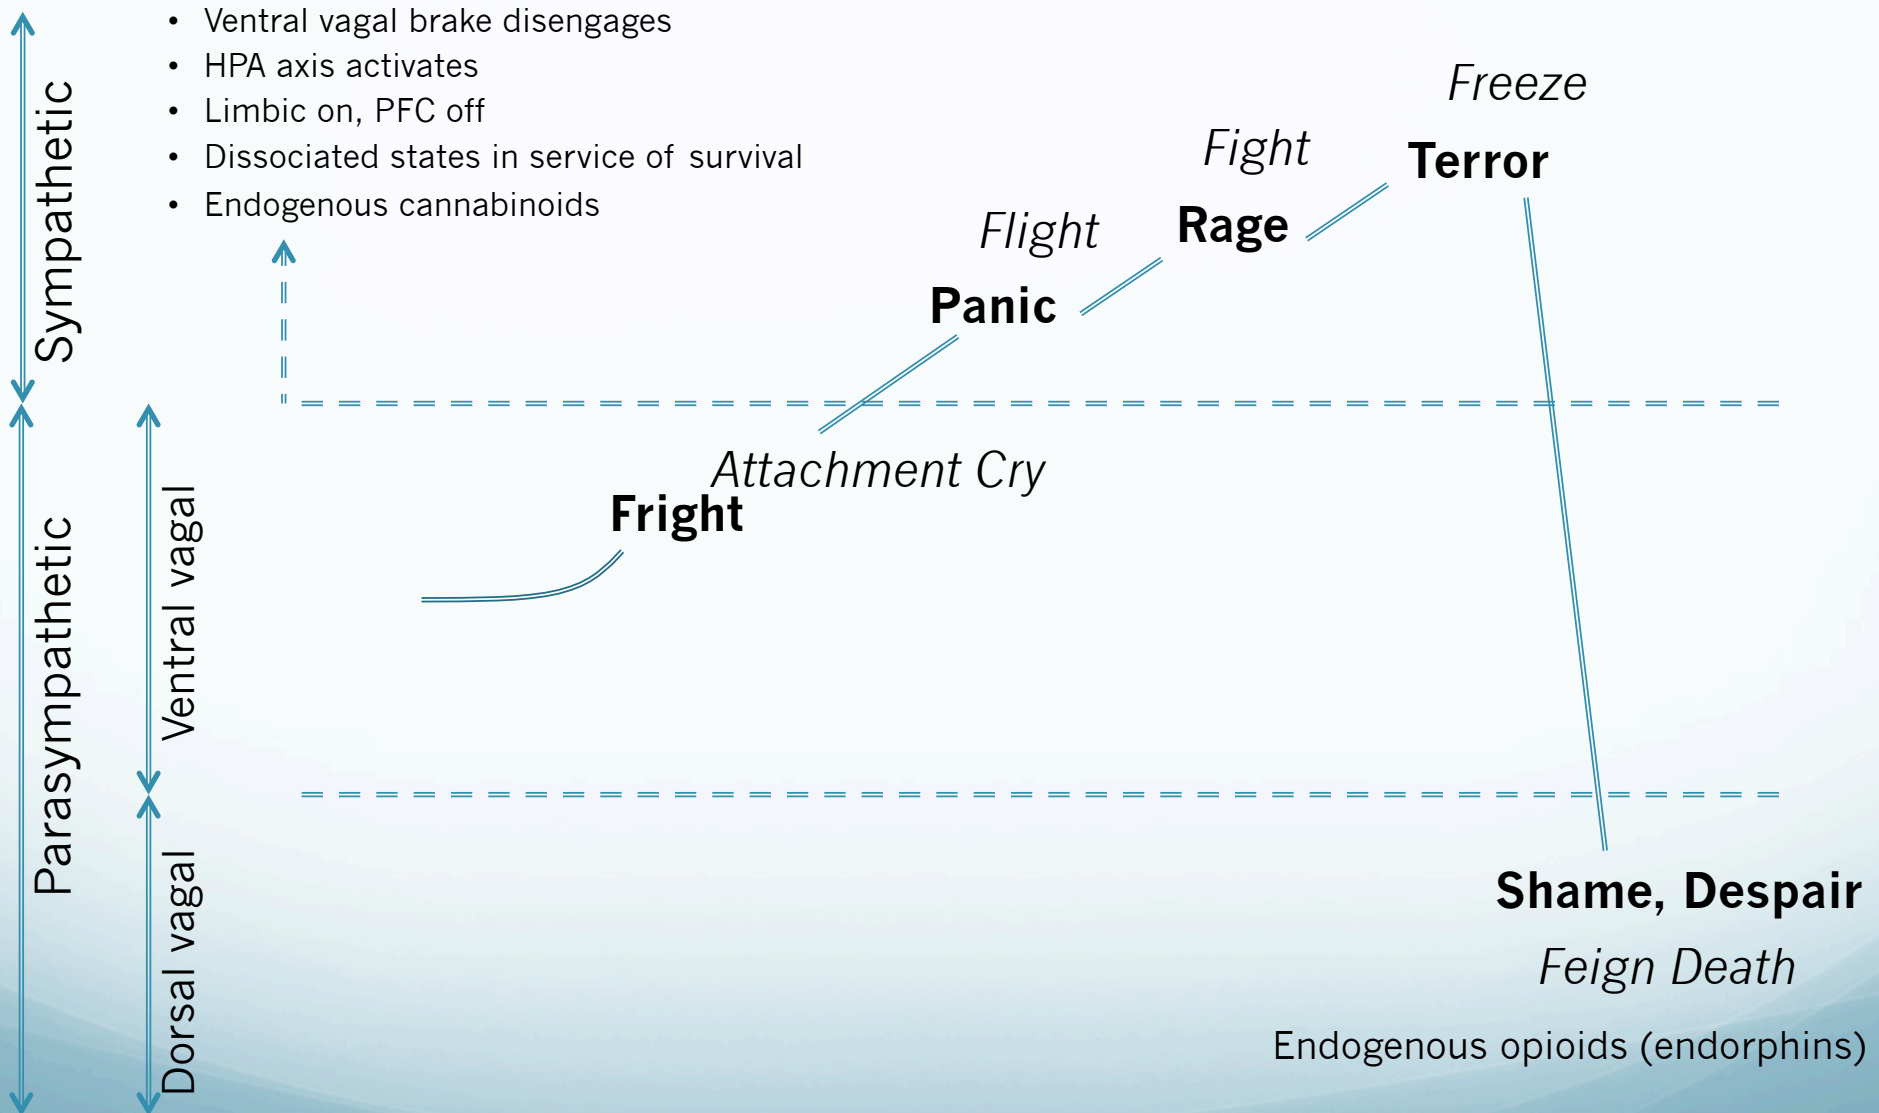 • Ventral vagal brake disengages
• HPA axis activates
• Limbic on, PFC off
• Dissociated states in service of survival
• Endogenous cannabinoids
Sympathetic
Parasympathetic
Ventral vagal
Dorsal vagal
Freeze
Terror
Fight
Rage
Flight
Panic
Attachment Cry
Fright
Shame, Despair
Feign Death
Endogenous opioids (endorphins)